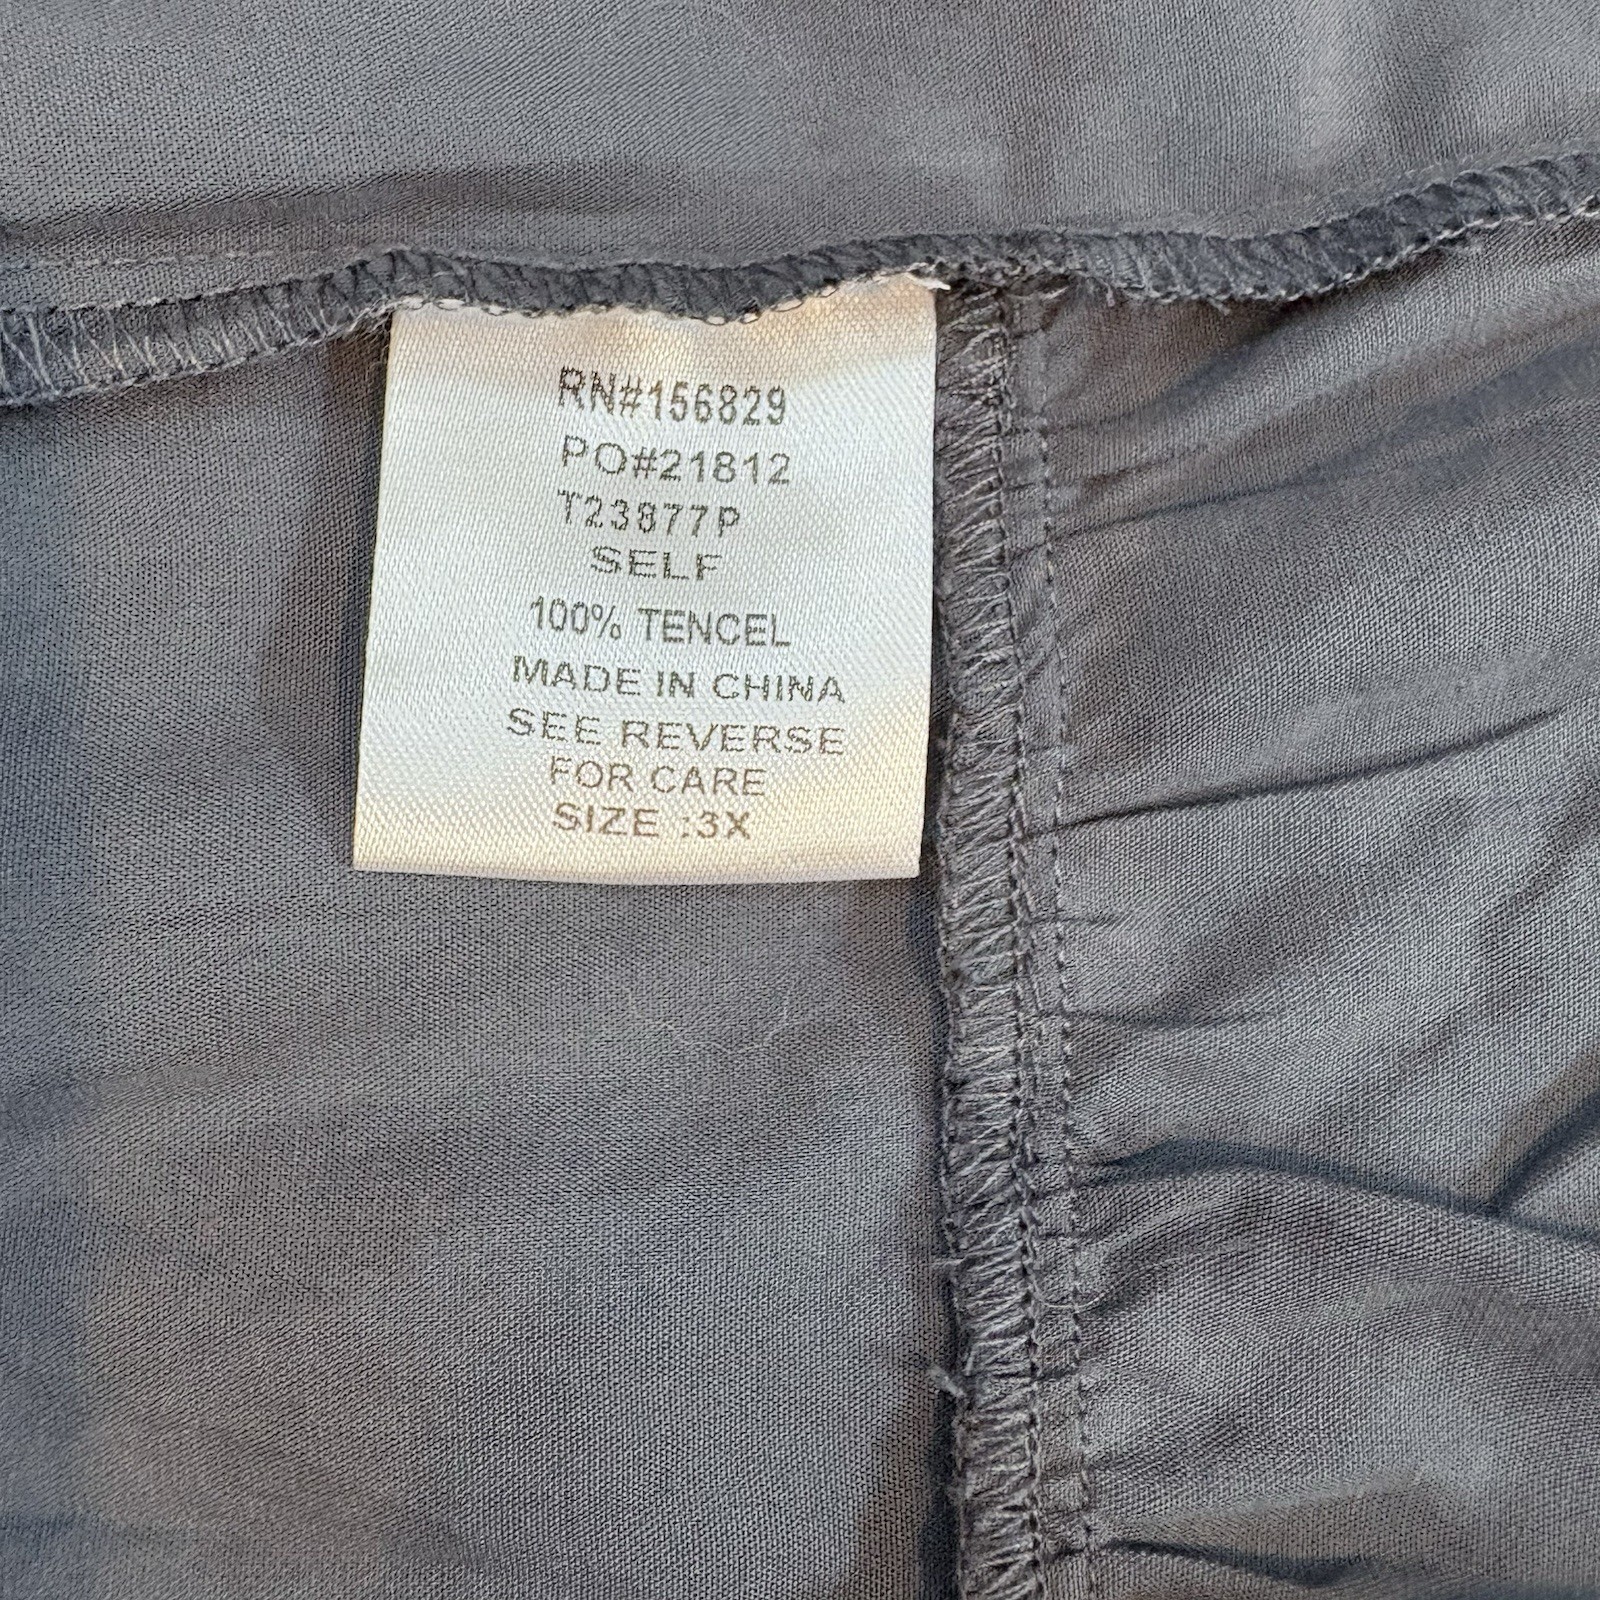 RN#156829
PO#21812
T23877P
SELF
100% TENCEL
MADE IN CHINA
SEE REVERSE
FOR CARE
SIZE :3X